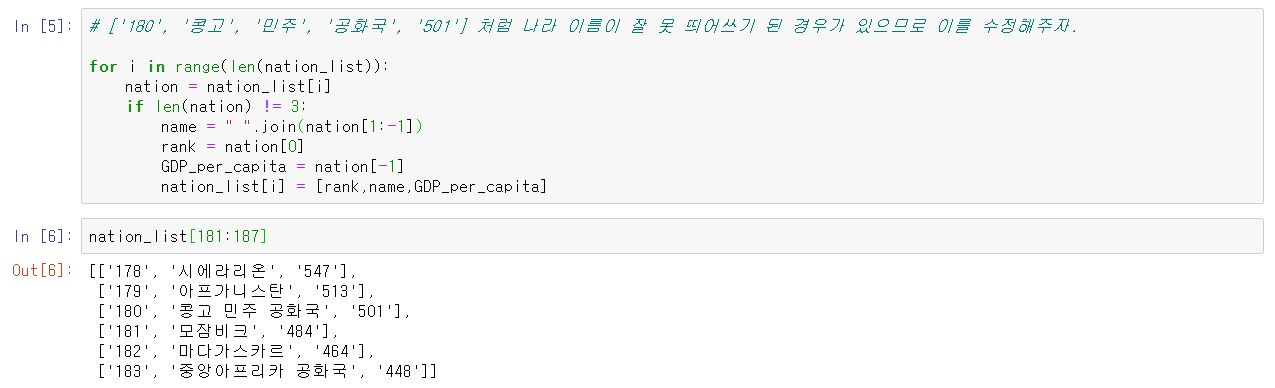 In [5]: # ['180', '콩고', '민주', '공화국', '501'] 처럼 나라 이름이 잘 못 띄어쓰기 된 경우가 있으므로 이를 수정해주자.
for i in range(len(nation_list)):
    nation = nation_list[i]
    if len(nation) != 3:
        name = " ".join(nation[1:-1])
        rank = nation[0]
        GDP_per_capita = nation[-1]
        nation_list[i] = [rank,name,GDP_per_capita]
In [6]: nation_list[181:187]
Out[6]: [['178', '시에라리온', '547'],
 ['179', '아프가니스탄', '513'],
 ['180', '콩고 민주 공화국', '501'],
 ['181', '모잠비크', '484'],
 ['182', '마다가스카르', '464'],
 ['183', '중앙아프리카 공화국', '448']]